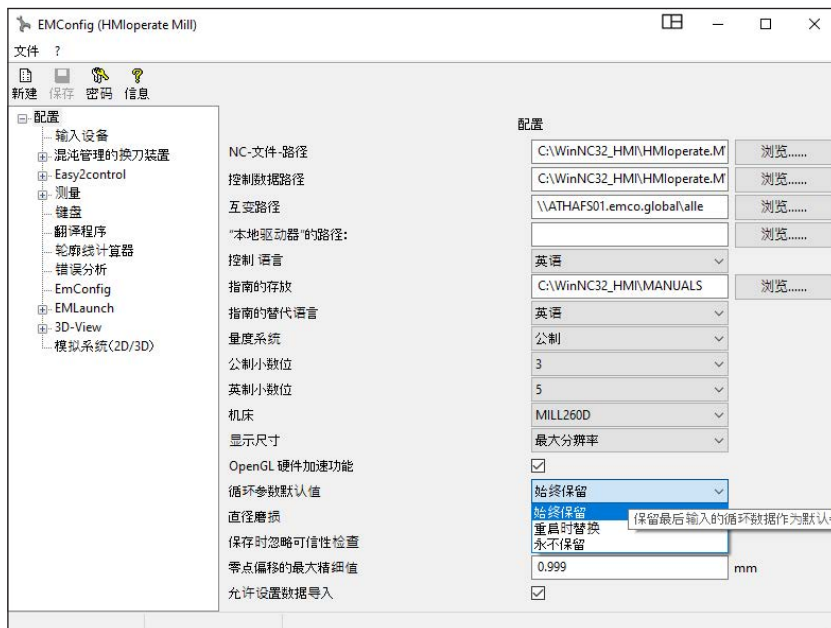 EMConfig (HMIoperate Mill)
文件 ?
新建 保存 密码 信息
配置
输入设备
混沌管理的换刀装置
Easy2control
测量
键盘
翻译程序
轮廓线计算器
错误分析
EmConfig
EMLaunch
3D-View
模拟系统(2D/3D)
配置
NC-文件-路径 C:\WinNC32_HMI\HMIoperate.M 浏览......
控制数据路径 C:\WinNC32_HMI\HMIoperate.M 浏览......
互变路径 \\ATHAFS01.emco.global\alle 浏览......
"本地驱动器"的路径: 浏览......
控制 语言 英语
指南的存放 C:\WinNC32_HMI\MANUALS 浏览......
指南的替代语言 英语
量度系统 公制
公制小数位 3
英制小数位 5
机床 MILL260D
显示尺寸 最大分辨率
OpenGL 硬件加速功能
循环参数默认值 始终保留
直径磨损 始终保留
保留最后输入的循环数据作为默认
重启时替换
保存时忽略可信性检查 永不保留
零点偏移的最大精细值 0.999 mm
允许设置数据导入